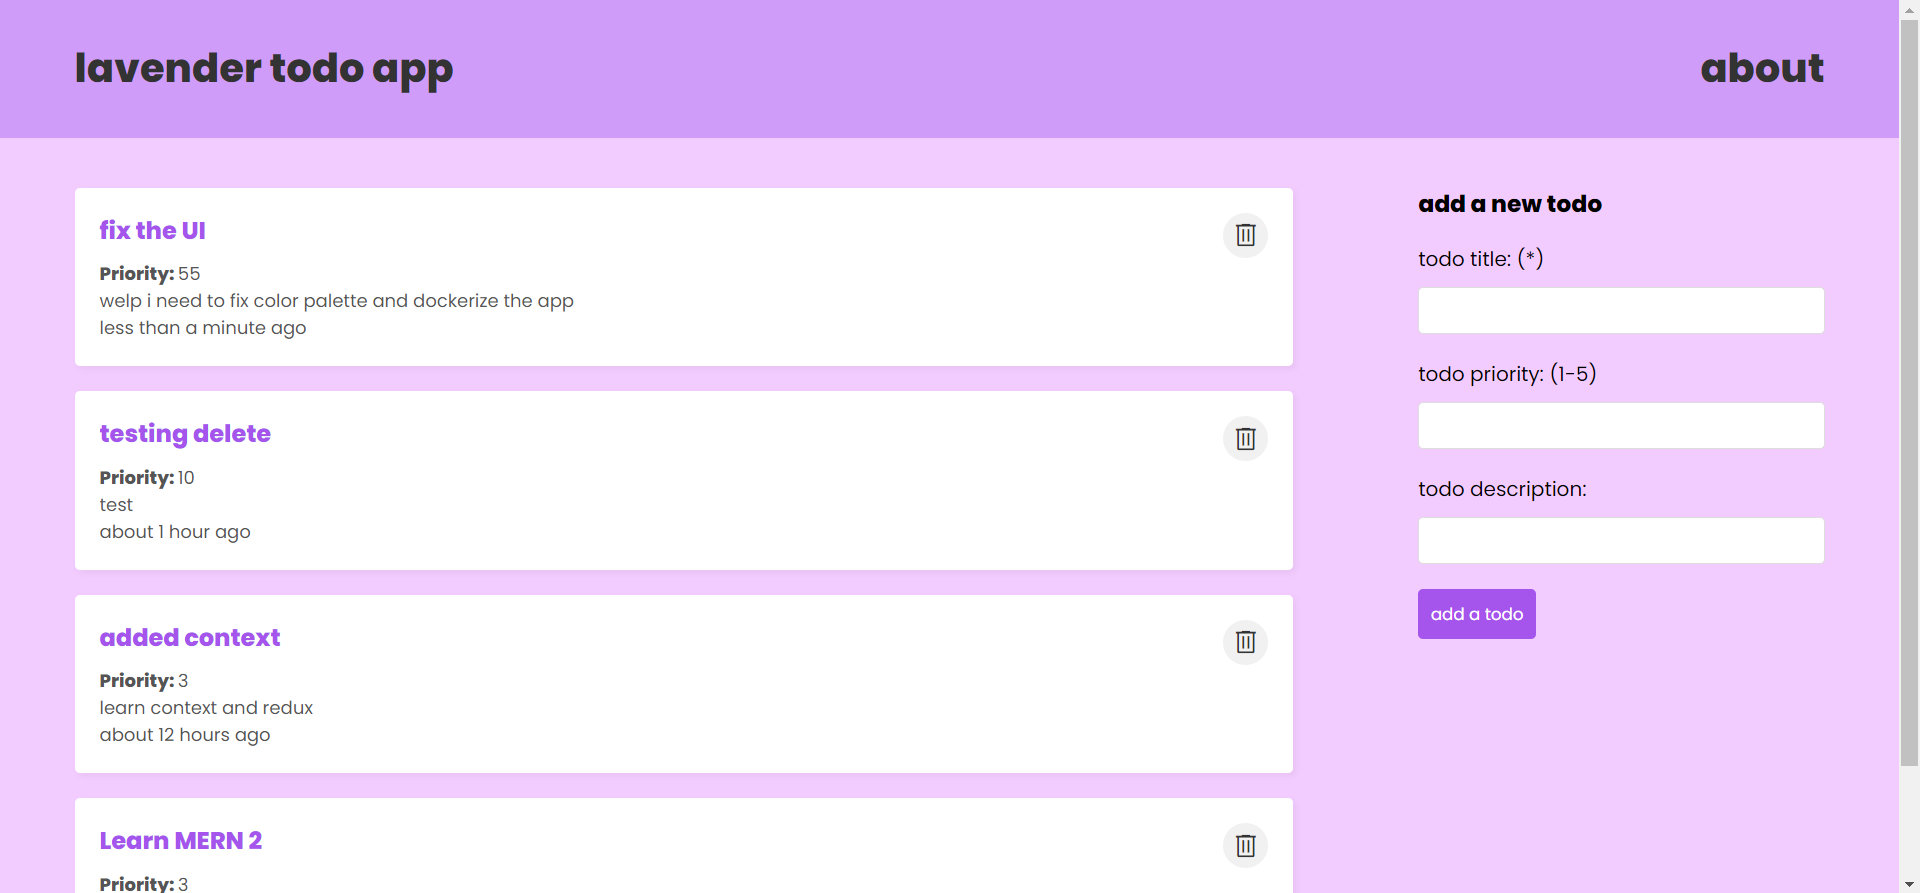 lavender todo app
about
fix the UI
Priority: 55
welp i need to fix color palette and dockerize the app
less than a minute ago
testing delete
Priority: 10
test
about 1 hour ago
added context
Priority: 3
learn context and redux
about 12 hours ago
Learn MERN 2
Priority: 3
add a new todo
todo title: (*)
todo priority: (1-5)
todo description:
add a todo